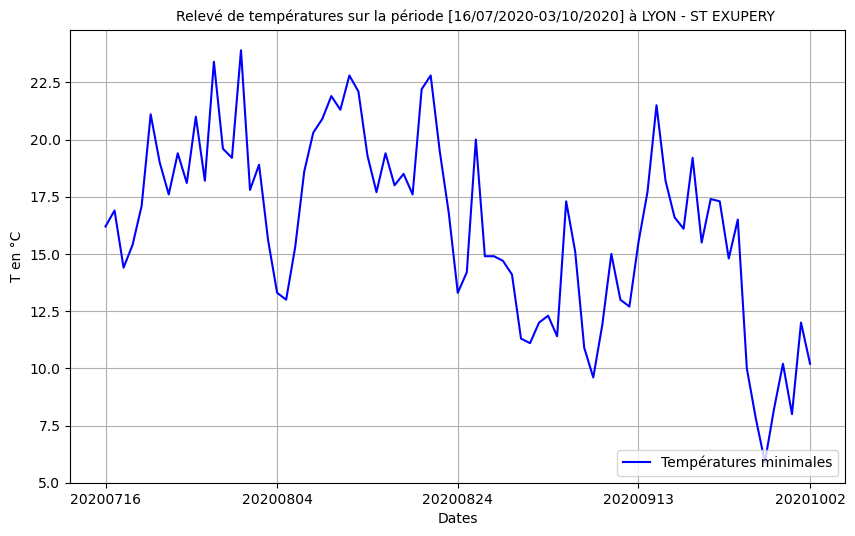 Relevé de températures sur la période [16/07/2020-03/10/2020] à LYON - ST EXUPERY
T en °C
22.5
20.0
17.5
15.0
12.5
10.0
7.5
5.0
Températures minimales
20200716 20200804 20200824 20200913 20201002
Dates